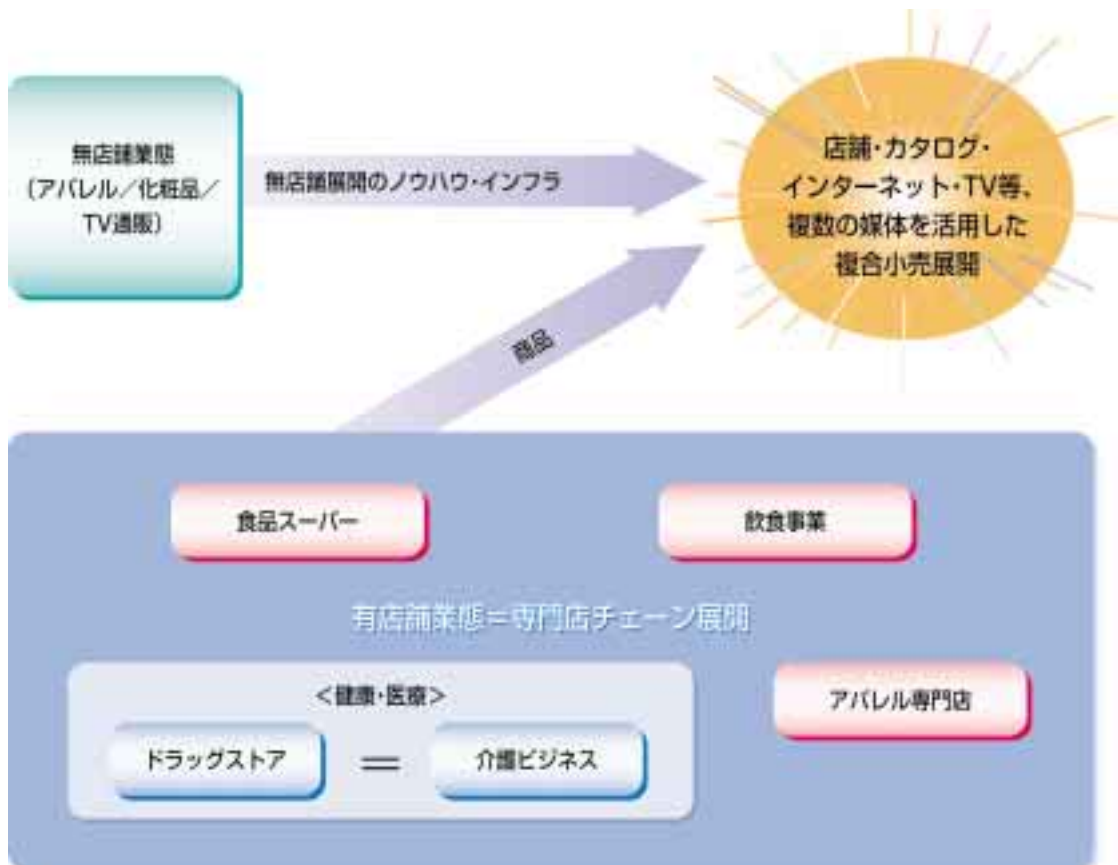 無店舗業態
(アパレル／化粧品／
TV通販)
無店舗展開のノウハウ・インフラ
店舗・カタログ・
インターネット・TV等、
複数の媒体を活用した
複合小売展開
商品
食品スーパー
飲食事業
有店舗業態＝専門店チェーン展開
＜健康・医療＞
アパレル専門店
ドラッグストア
＝
介護ビジネス